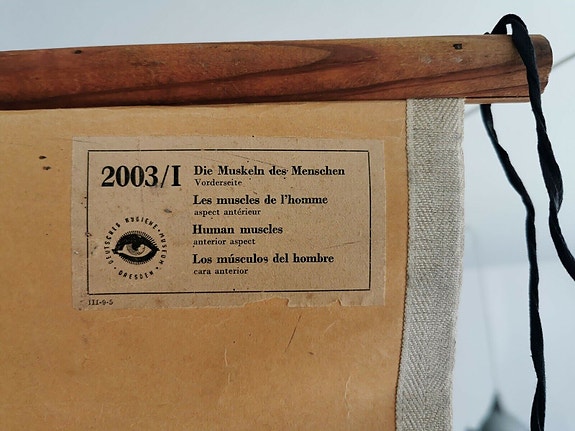 2003/I
Die Muskeln des Menschen
Vorderseite
Les muscles de l'homme
aspect antérieur
Human muscles
anterior aspect
Los músculos del hombre
cara anterior
DEUTSCHES HYGIENE-MUSEUM · DRESDEN ·
III-9-5